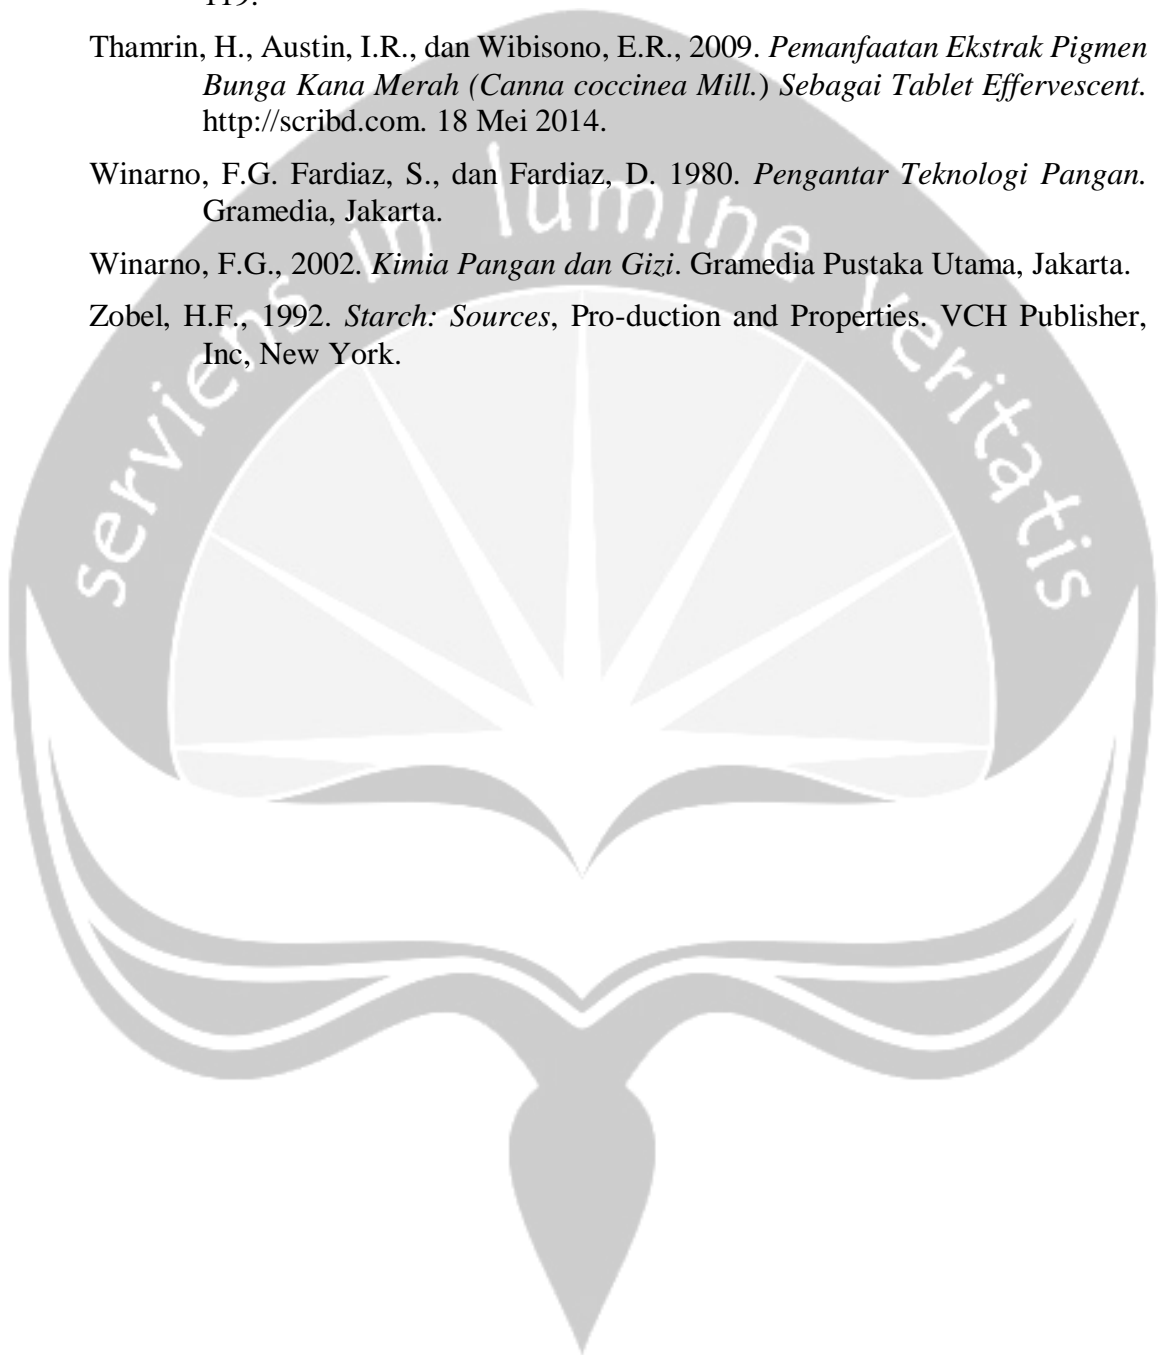 119.
Thamrin, H., Austin, I.R., dan Wibisono, E.R., 2009. Pemanfaatan Ekstrak Pigmen
Bunga Kana Merah (Canna coccinea Mill.) Sebagai Tablet Effervescent.
http://scribd.com. 18 Mei 2014.
Winarno, F.G. Fardiaz, S., dan Fardiaz, D. 1980. Pengantar Teknologi Pangan.
Gramedia, Jakarta.
Winarno, F.G., 2002. Kimia Pangan dan Gizi. Gramedia Pustaka Utama, Jakarta.
Zobel, H.F., 1992. Starch: Sources, Pro-duction and Properties. VCH Publisher,
Inc, New York.
serviens in lumine veritatis